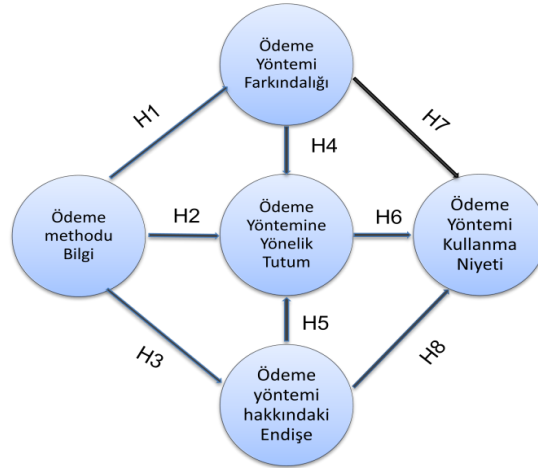 Ödeme
Yöntemi
Farkındalığı
H1
H7
H4
Ödeme
methodu
Bilgi
H2
Ödeme
Yöntemine
Yönelik
Tutum
H6
Ödeme
Yöntemi
Kullanma
Niyeti
H3
H5
H8
Ödeme
yöntemi
hakkındaki
Endişe